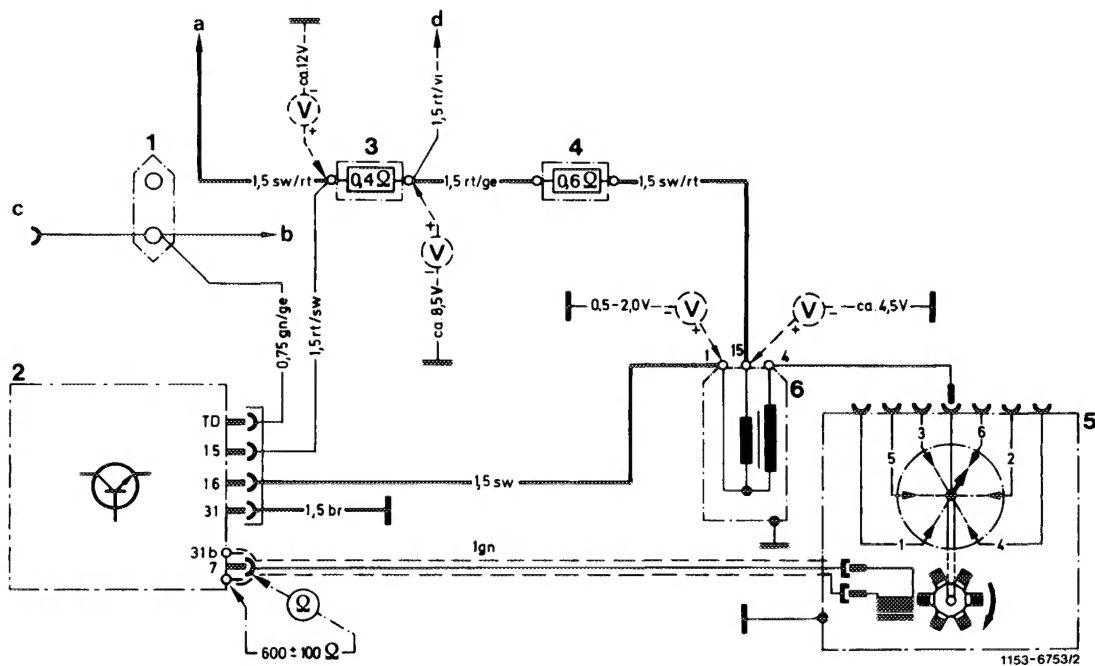 a
d
ca.12V
V
-
+
1,5 rt/vi
1
3
4
1,5 sw/rt
0,4 Ω
1,5 rt/ge
0,6 Ω
1,5 sw/rt
c
b
+
-
V
ca. 8,5V
0,75 gn/ge
1,5 rt/sw
0,5-2,0V
V
-
+
V
+
-
ca. 4,5V
1
15
4
6
2
TD
15
16
31
1,5 sw
1,5 br
31b
7
1gn
Ω
600 ± 100 Ω
5
3
6
5
2
1
4
1153-6753/2